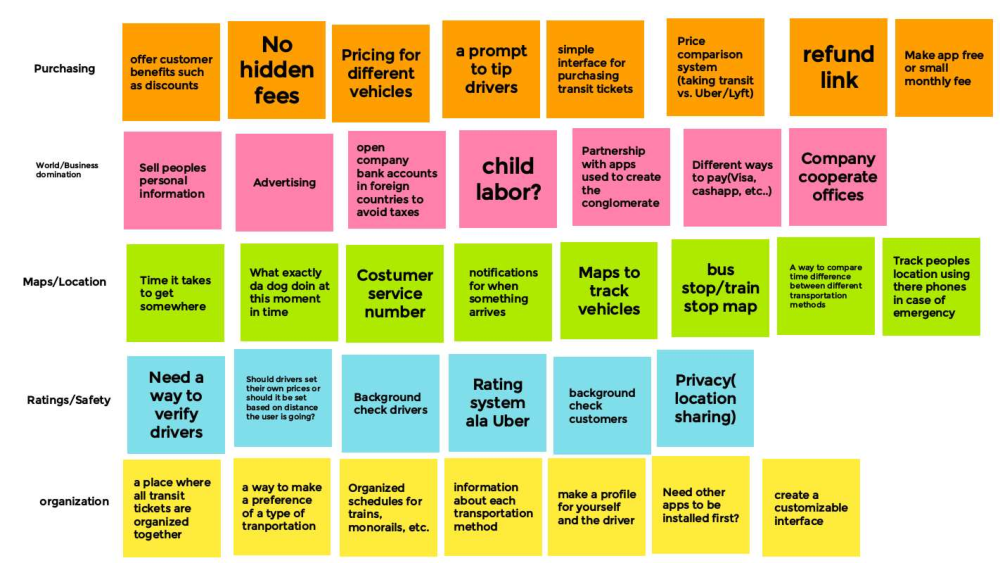 Purchasing
offer customer
benefits such
as discounts
No
hidden
fees
Pricing for
different
vehicles
a prompt
to tip
drivers
simple
interface for
purchasing
transit tickets
Price
comparison
system
(taking transit
vs. Uber/Lyft)
refund
link
Make app free
or small
monthly fee
World/Business
domination
Sell peoples
personal
information
Advertising
open
company
bank accounts
in foreign
countries to
avoid taxes
child
labor?
Partnership
with apps
used to create
the
conglomerate
Different ways
to pay(Visa,
cashapp, etc..)
Company
cooperate
offices
Maps/Location
Time it takes
to get
somewhere
What exactly
da dog doin at
this moment
in time
Costumer
service
number
notifications
for when
something
arrives
Maps to
track
vehicles
bus
stop/train
stop map
A way to compare
time difference
between different
transportation
methods
Track peoples
location using
there phones
in case of
emergency
Ratings/Safety
Need a
way to
verify
drivers
Should drivers set
their own prices or
should it be set
based on distance
the user is going?
Background
check drivers
Rating
system
ala Uber
background
check
customers
Privacy(
location
sharing)
organization
a place where
all transit
tickets are
organized
together
a way to make
a preference
of a type of
tranportation
Organized
schedules for
trains,
monorails, etc.
information
about each
transportation
method
make a profile
for yourself
and the driver
Need other
apps to be
installed first?
create a
customizable
interface